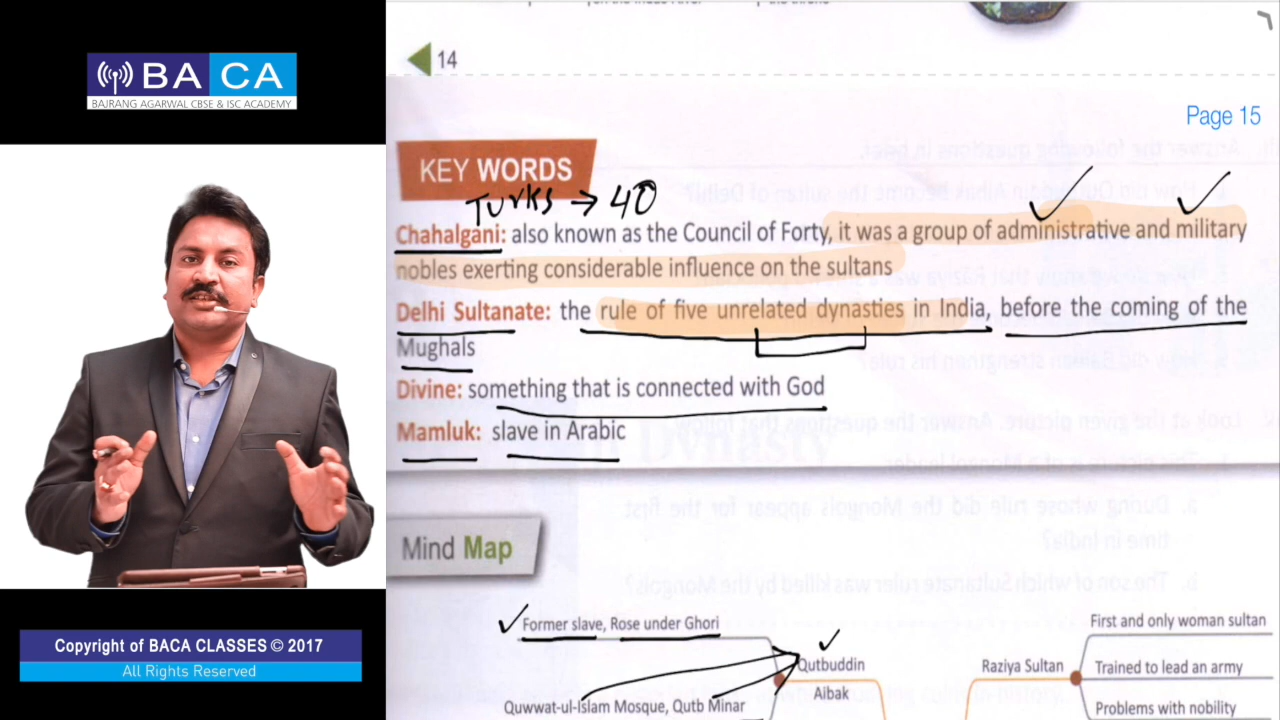 BA CA
BAJRANG AGARWAL CBSE & ISC ACADEMY
Copyright of BACA CLASSES © 2017
All Rights Reserved
14
Page 15
KEY WORDS
Turks → 40
Chahalgani: also known as the Council of Forty, it was a group of administrative and military
nobles exerting considerable influence on the sultans
Delhi Sultanate: the rule of five unrelated dynasties in India, before the coming of the
Mughals
Divine: something that is connected with God
Mamluk: slave in Arabic
Mind Map
Former slave, Rose under Ghori
Qutbuddin
Aibak
Quwwat-ul-Islam Mosque, Qutb Minar
Raziya Sultan
First and only woman sultan
Trained to lead an army
Problems with nobility